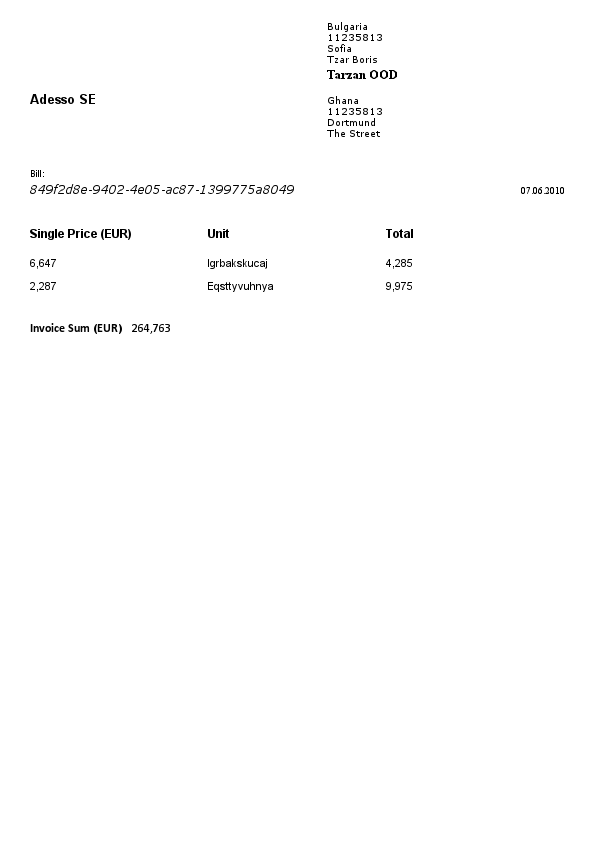 Bulgaria
11235813
Sofia
Tzar Boris
Tarzan OOD
Adesso SE
Ghana
11235813
Dortmund
The Street
Bill:
849f2d8e-9402-4e05-ac87-1399775a8049 07.06.2010
Single Price (EUR) Unit Total
6,647 Igrbakskucaj 4,285
2,287 Eqsttyvuhnya 9,975
Invoice Sum (EUR) 264,763